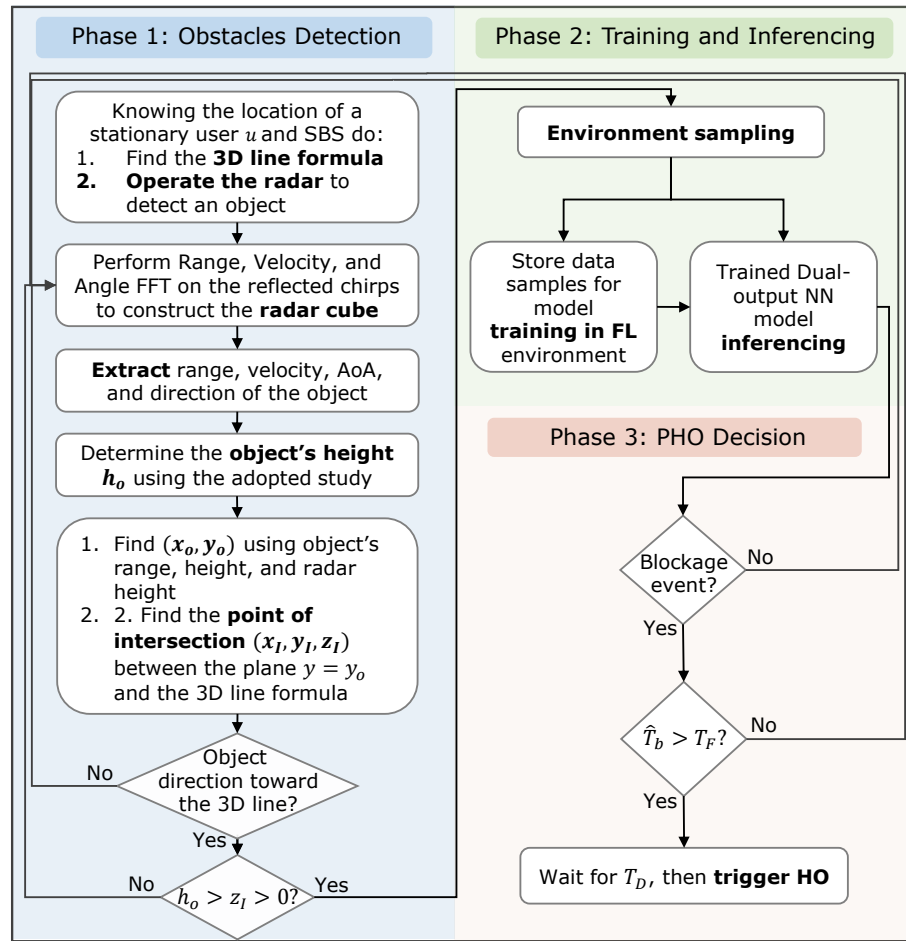 Phase 1: Obstacles Detection
Knowing the location of a
stationary user u and SBS do:
1. Find the 3D line formula
2. Operate the radar to
detect an object
Perform Range, Velocity, and
Angle FFT on the reflected chirps
to construct the radar cube
Extract range, velocity, AoA,
and direction of the object
Determine the object's height
h_o using the adopted study
1. Find (x_o, y_o) using object's
range, height, and radar
height
2. 2. Find the point of
intersection (x_I, y_I, z_I)
between the plane y = y_o
and the 3D line formula
Object
direction toward
the 3D line?
No
Yes
h_o > z_I > 0?
No
Yes
Phase 2: Training and Inferencing
Environment sampling
Store data
samples for model
training in FL
environment
Trained Dual-
output NN
model
inferencing
Phase 3: PHO Decision
Blockage
event?
No
Yes
T̂_b > T_F?
No
Yes
Wait for T_D, then trigger HO